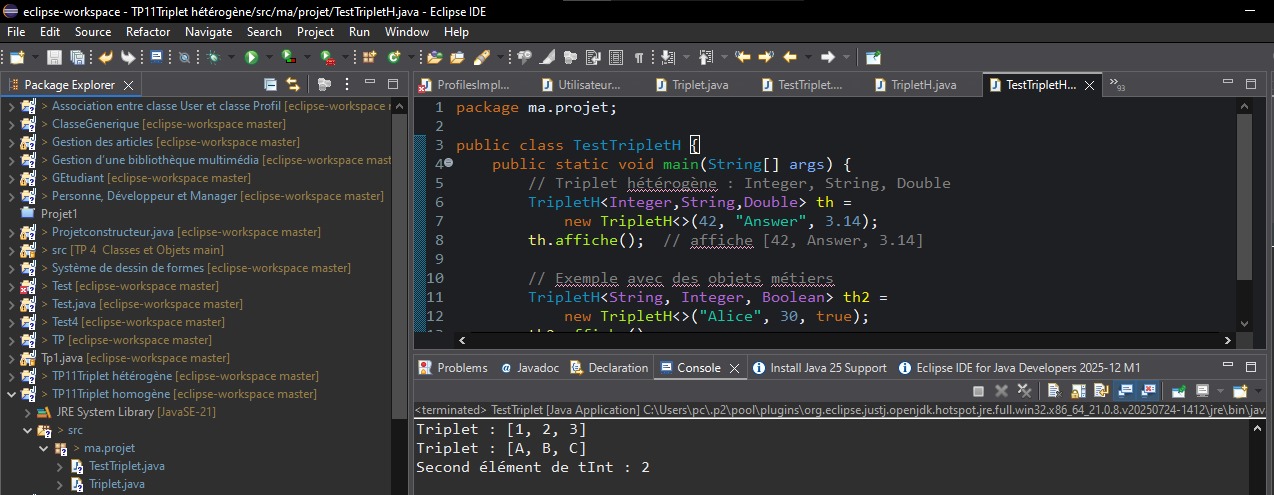 eclipse-workspace - TP11Triplet hétérogène/src/ma/projet/TestTripletH.java - Eclipse IDE
File Edit Source Refactor Navigate Search Project Run Window Help
Package Explorer
> Association entre classe User et classe Profil [eclipse-workspace r
> ClasseGenerique [eclipse-workspace master]
> Gestion des articles [eclipse-workspace master]
> Gestion d'une bibliothèque multimédia [eclipse-workspace mast
> GEtudiant [eclipse-workspace master]
> Personne, Développeur et Manager [eclipse-workspace master]
Projet1
> Projetconstructeur.java [eclipse-workspace master]
> src [TP 4 Classes et Objets main]
> Système de dessin de formes [eclipse-workspace master]
> Test [eclipse-workspace master]
> Test.java [eclipse-workspace master]
> Test4 [eclipse-workspace master]
> TP [eclipse-workspace master]
Tp1.java [eclipse-workspace master]
> TP11Triplet hétérogène [eclipse-workspace master]
> TP11Triplet homogène [eclipse-workspace master]
JRE System Library [JavaSE-21]
> src
> ma.projet
TestTriplet.java
Triplet.java
ProfilesImpl... Utilisateur... Triplet.java TestTriplet.... TripletH.java TestTripletH... »93
1 package ma.projet;
2
3 public class TestTripletH {
4 public static void main(String[] args) {
5 // Triplet hétérogène : Integer, String, Double
6 TripletH<Integer,String,Double> th =
7 new TripletH<>(42, "Answer", 3.14);
8 th.affiche(); // affiche [42, Answer, 3.14]
9
10 // Exemple avec des objets métiers
11 TripletH<String, Integer, Boolean> th2 =
12 new TripletH<>("Alice", 30, true);
Problems @ Javadoc Declaration Console Install Java 25 Support Eclipse IDE for Java Developers 2025-12 M1
<terminated> TestTriplet [Java Application] C:\Users\pc\.p2\pool\plugins\org.eclipse.justj.openjdk.hotspot.jre.full.win32.x86_64_21.0.8.v20250724-1412\jre\bin\jav
Triplet : [1, 2, 3]
Triplet : [A, B, C]
Second élément de tInt : 2